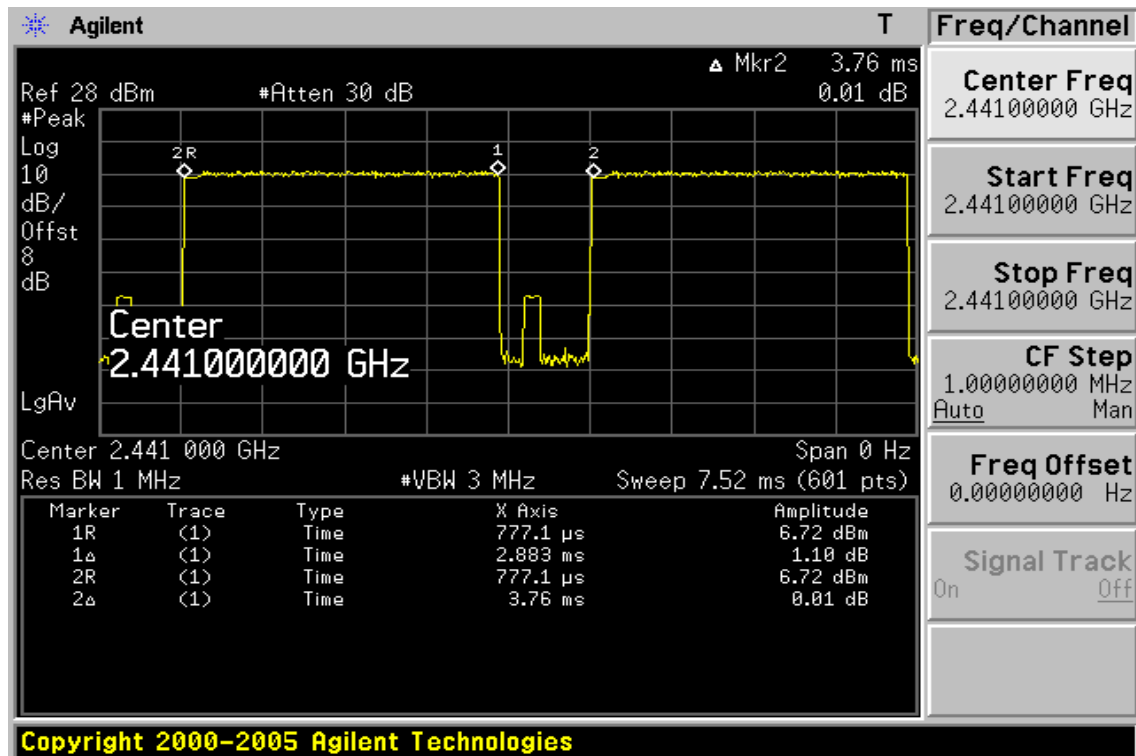 Agilent T Freq/Channel
Δ Mkr2 3.76 ms
Ref 28 dBm #Atten 30 dB 0.01 dB
#Peak
Log
10
dB/
Offst
8
dB
2R 1 2
Center
2.441000000 GHz
LgAv
Center 2.441 000 GHz Span 0 Hz
Res BW 1 MHz #VBW 3 MHz Sweep 7.52 ms (601 pts)
Marker Trace Type X Axis Amplitude
1R (1) Time 777.1 µs 6.72 dBm
1Δ (1) Time 2.883 ms 1.10 dB
2R (1) Time 777.1 µs 6.72 dBm
2Δ (1) Time 3.76 ms 0.01 dB
Center Freq
2.44100000 GHz
Start Freq
2.44100000 GHz
Stop Freq
2.44100000 GHz
CF Step
1.00000000 MHz
Auto Man
Freq Offset
0.00000000 Hz
Signal Track
On Off
Copyright 2000-2005 Agilent Technologies